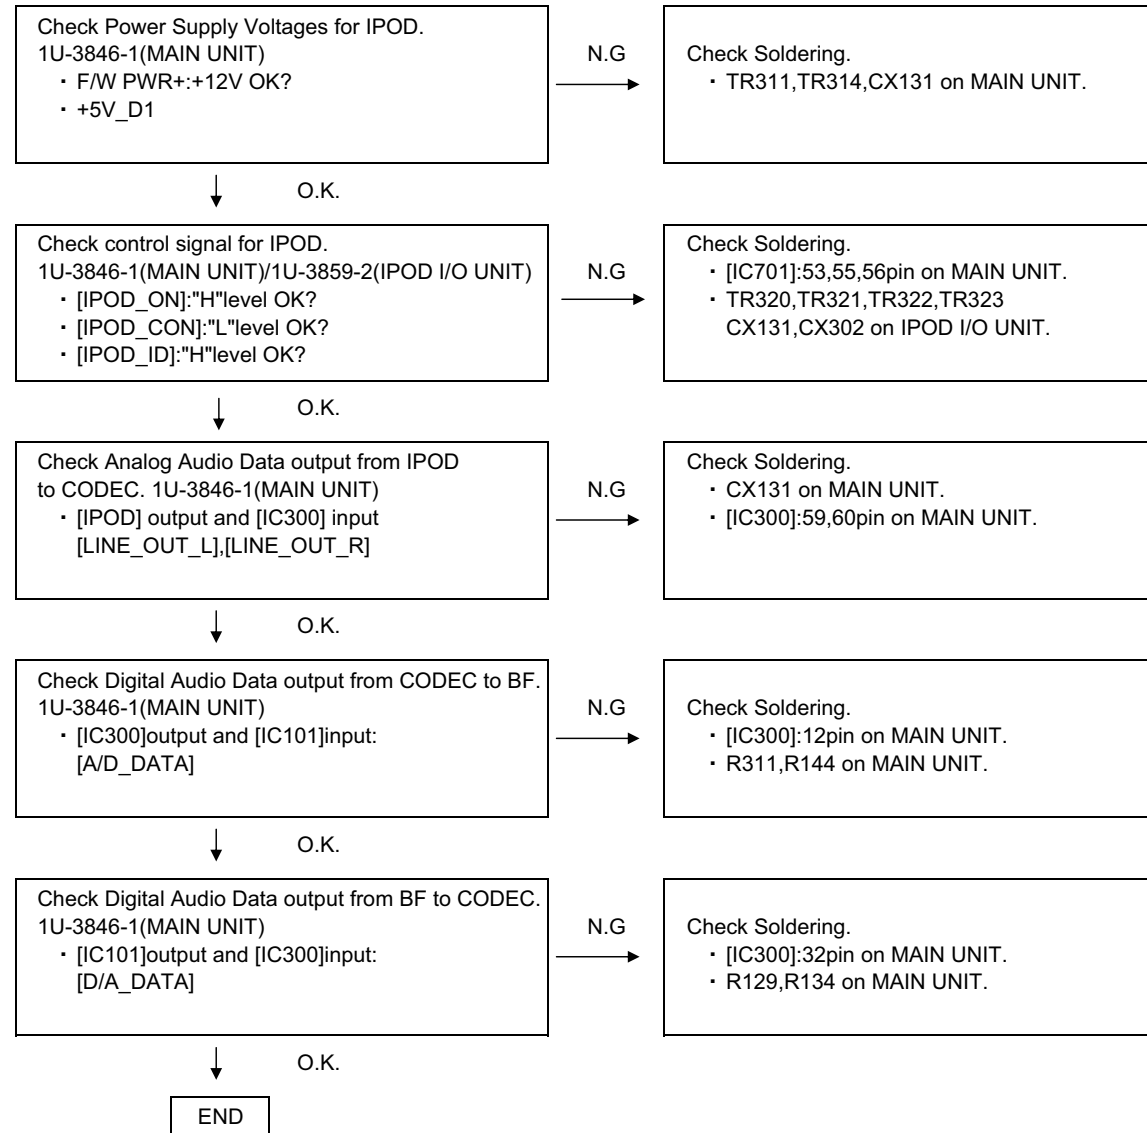 Check Power Supply Voltages for IPOD.
1U-3846-1(MAIN UNIT)
・F/W PWR+:+12V OK?
・+5V_D1
N.G
Check Soldering.
・TR311,TR314,CX131 on MAIN UNIT.
O.K.
Check control signal for IPOD.
1U-3846-1(MAIN UNIT)/1U-3859-2(IPOD I/O UNIT)
・[IPOD_ON]:"H"level OK?
・[IPOD_CON]:"L"level OK?
・[IPOD_ID]:"H"level OK?
N.G
Check Soldering.
・[IC701]:53,55,56pin on MAIN UNIT.
・TR320,TR321,TR322,TR323
CX131,CX302 on IPOD I/O UNIT.
O.K.
Check Analog Audio Data output from IPOD
to CODEC. 1U-3846-1(MAIN UNIT)
・[IPOD] output and [IC300] input
[LINE_OUT_L],[LINE_OUT_R]
N.G
Check Soldering.
・CX131 on MAIN UNIT.
・[IC300]:59,60pin on MAIN UNIT.
O.K.
Check Digital Audio Data output from CODEC to BF.
1U-3846-1(MAIN UNIT)
・[IC300]output and [IC101]input:
[A/D_DATA]
N.G
Check Soldering.
・[IC300]:12pin on MAIN UNIT.
・R311,R144 on MAIN UNIT.
O.K.
Check Digital Audio Data output from BF to CODEC.
1U-3846-1(MAIN UNIT)
・[IC101]output and [IC300]input:
[D/A_DATA]
N.G
Check Soldering.
・[IC300]:32pin on MAIN UNIT.
・R129,R134 on MAIN UNIT.
O.K.
END